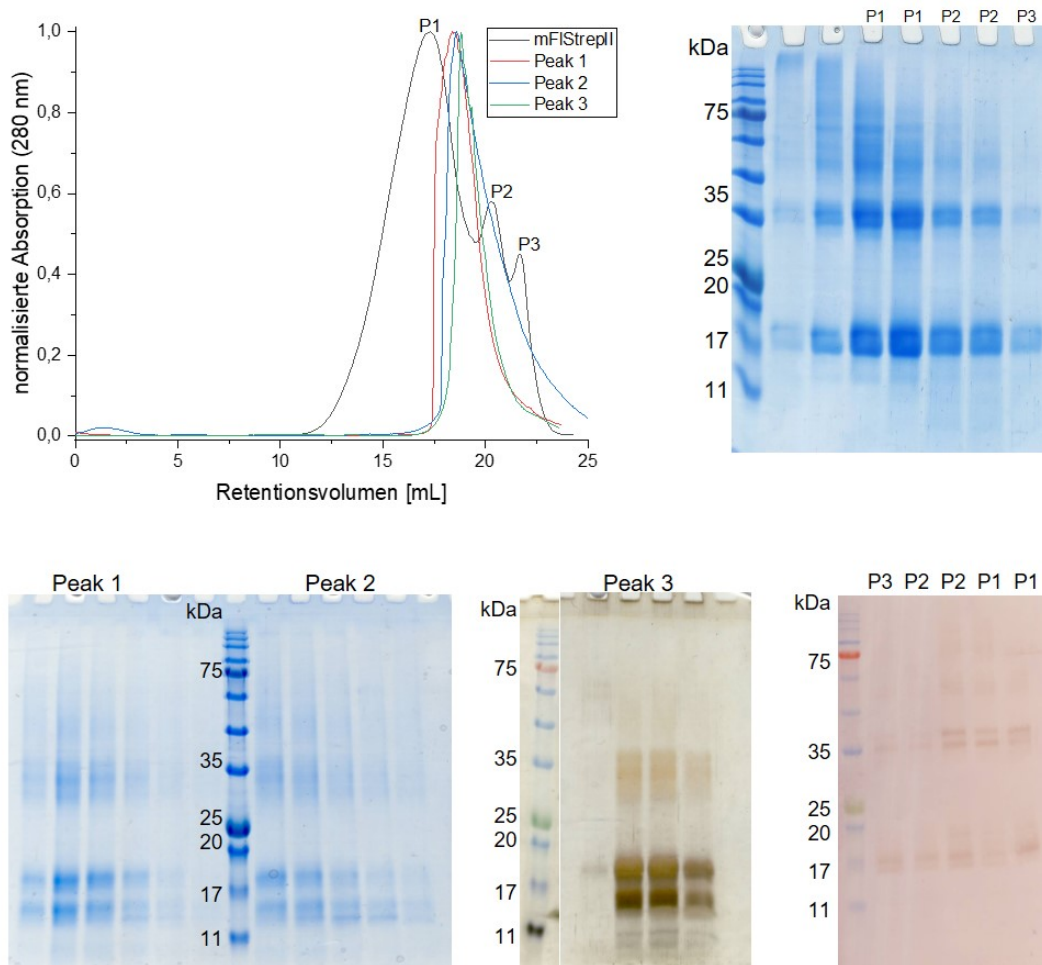 P1
P2
P3
mFlStrepII
Peak 1
Peak 2
Peak 3
normalisierte Absorption (280 nm)
1,0
0,8
0,6
0,4
0,2
0,0
0 5 10 15 20 25
Retentionsvolumen [mL]
P1 P1 P2 P2 P3
kDa
75
35
25
20
17
11
Peak 1 Peak 2
kDa
75
35
25
20
17
11
Peak 3
kDa
75
35
25
20
17
11
P3 P2 P2 P1 P1
kDa
75
35
25
20
17
11